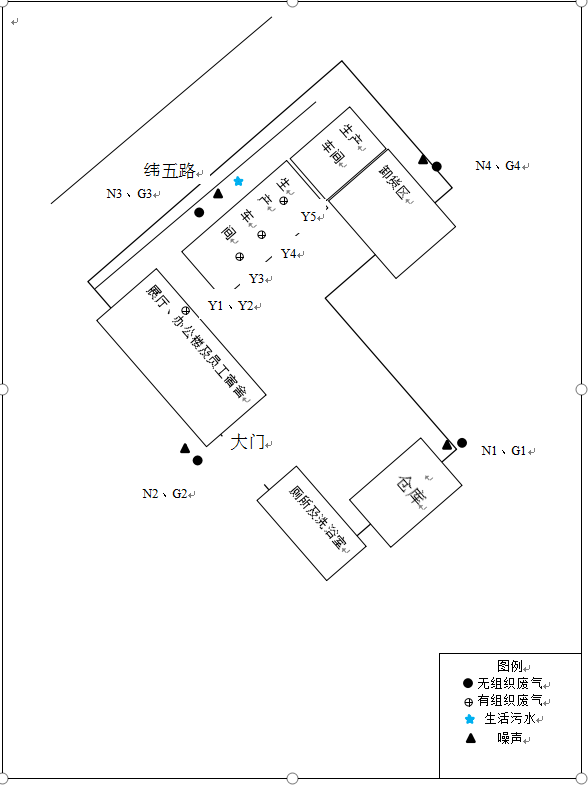 纬五路
N3、G3
生产
车间
卸货区
N4、G4
生产车间
Y5
Y4
Y3
Y1、Y2
展厅、办公楼及员工宿舍
大门
N2、G2
N1、G1
仓库
厕所及洗浴室
图例
无组织废气
有组织废气
生活污水
噪声